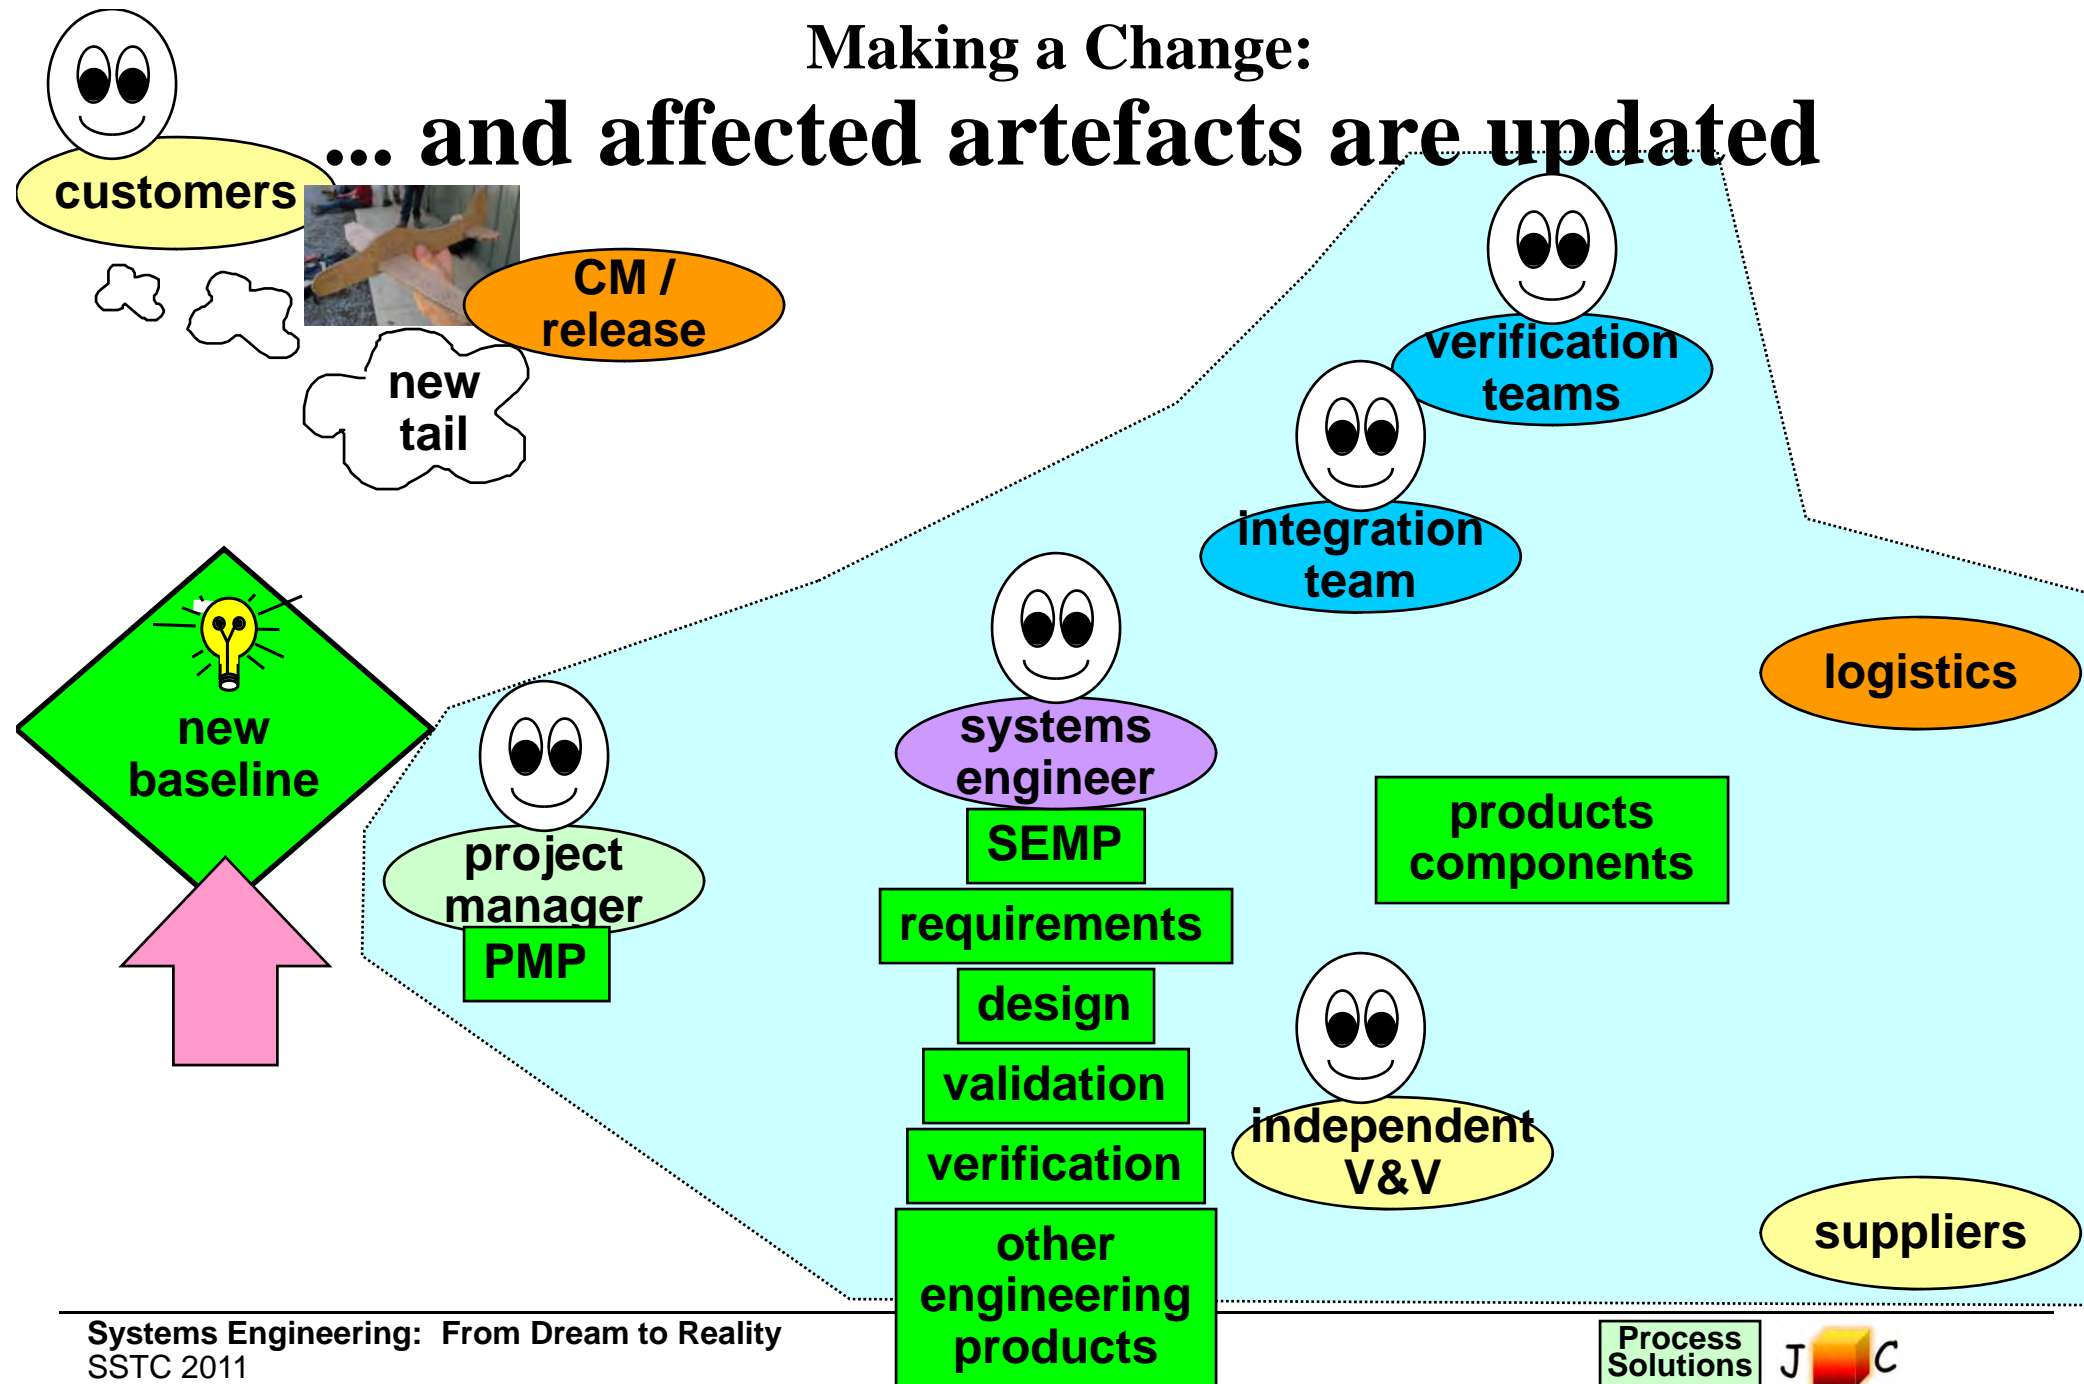 Making a Change:
... and affected artefacts are updated
customers
CM /
release
new
tail
verification
teams
integration
team
logistics
new
baseline
systems
engineer
project
manager
PMP
SEMP
requirements
design
validation
verification
other
engineering
products
products
components
independent
V&V
suppliers
Systems Engineering: From Dream to Reality
SSTC 2011
Process
Solutions
J C